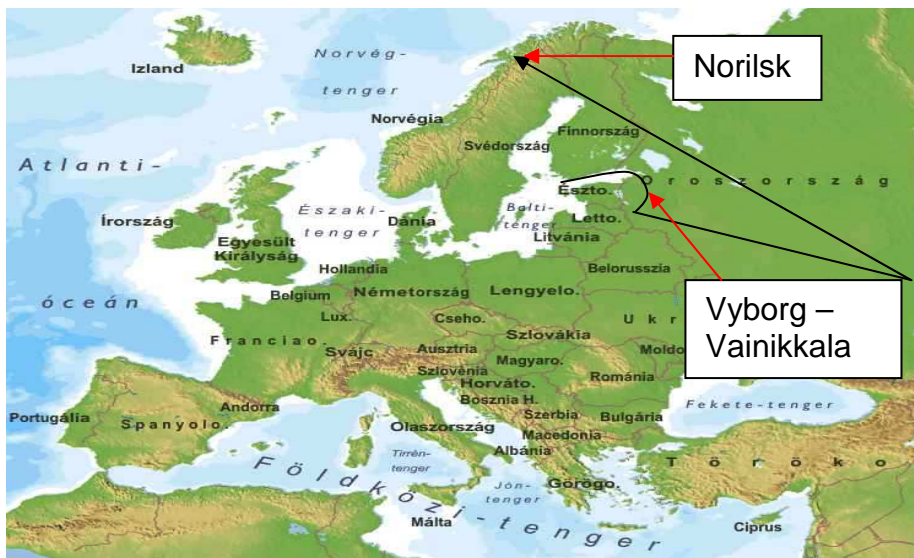 Izland
Norvég-
tenger
Norilsk
Norvégia
Finnország
Svédország
Atlanti-
Oroszország
Észto.
Írország
Északi-
tenger
Dánia
Balti-
tenger
Letto.
Litvánia
Egyesült
Királyság
Hollandia
Belorusszia
óceán
Belgium
Németország
Lengyelo.
Vyborg –
Vainikkala
Lux.
Cseho.
Ukr
Franciao.
Szlovákia
Svájc
Ausztria
Magyaro.
Moldo
Szlovénia
Horváto.
Románia
Andorra
Bosznia H.
Portugália
Spanyolo.
Szerbia
Bulgária
Fekete-tenger
Olaszország
Macedonia
Albánia
Tirrén-
tenger
Földközi-tenger
Görögo.
Töröko
Jón-
tenger
Málta
Ciprus